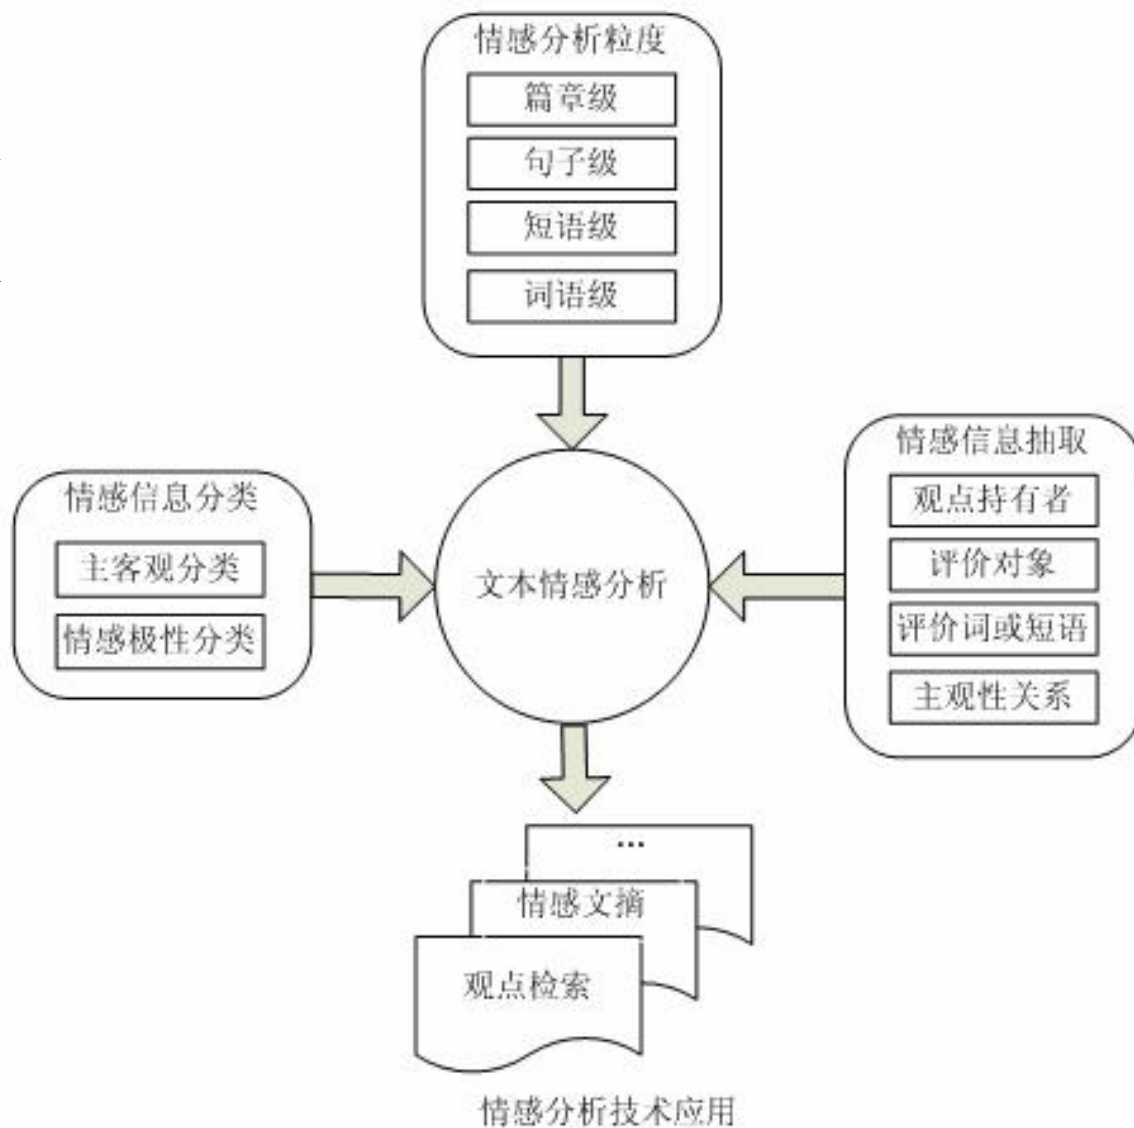 情感分析粒度
篇章级
句子级
短语级
词语级
情感信息分类
主客观分类
情感极性分类
文本情感分析
情感信息抽取
观点持有者
评价对象
评价词或短语
主观性关系
...
情感文摘
观点检索
情感分析技术应用